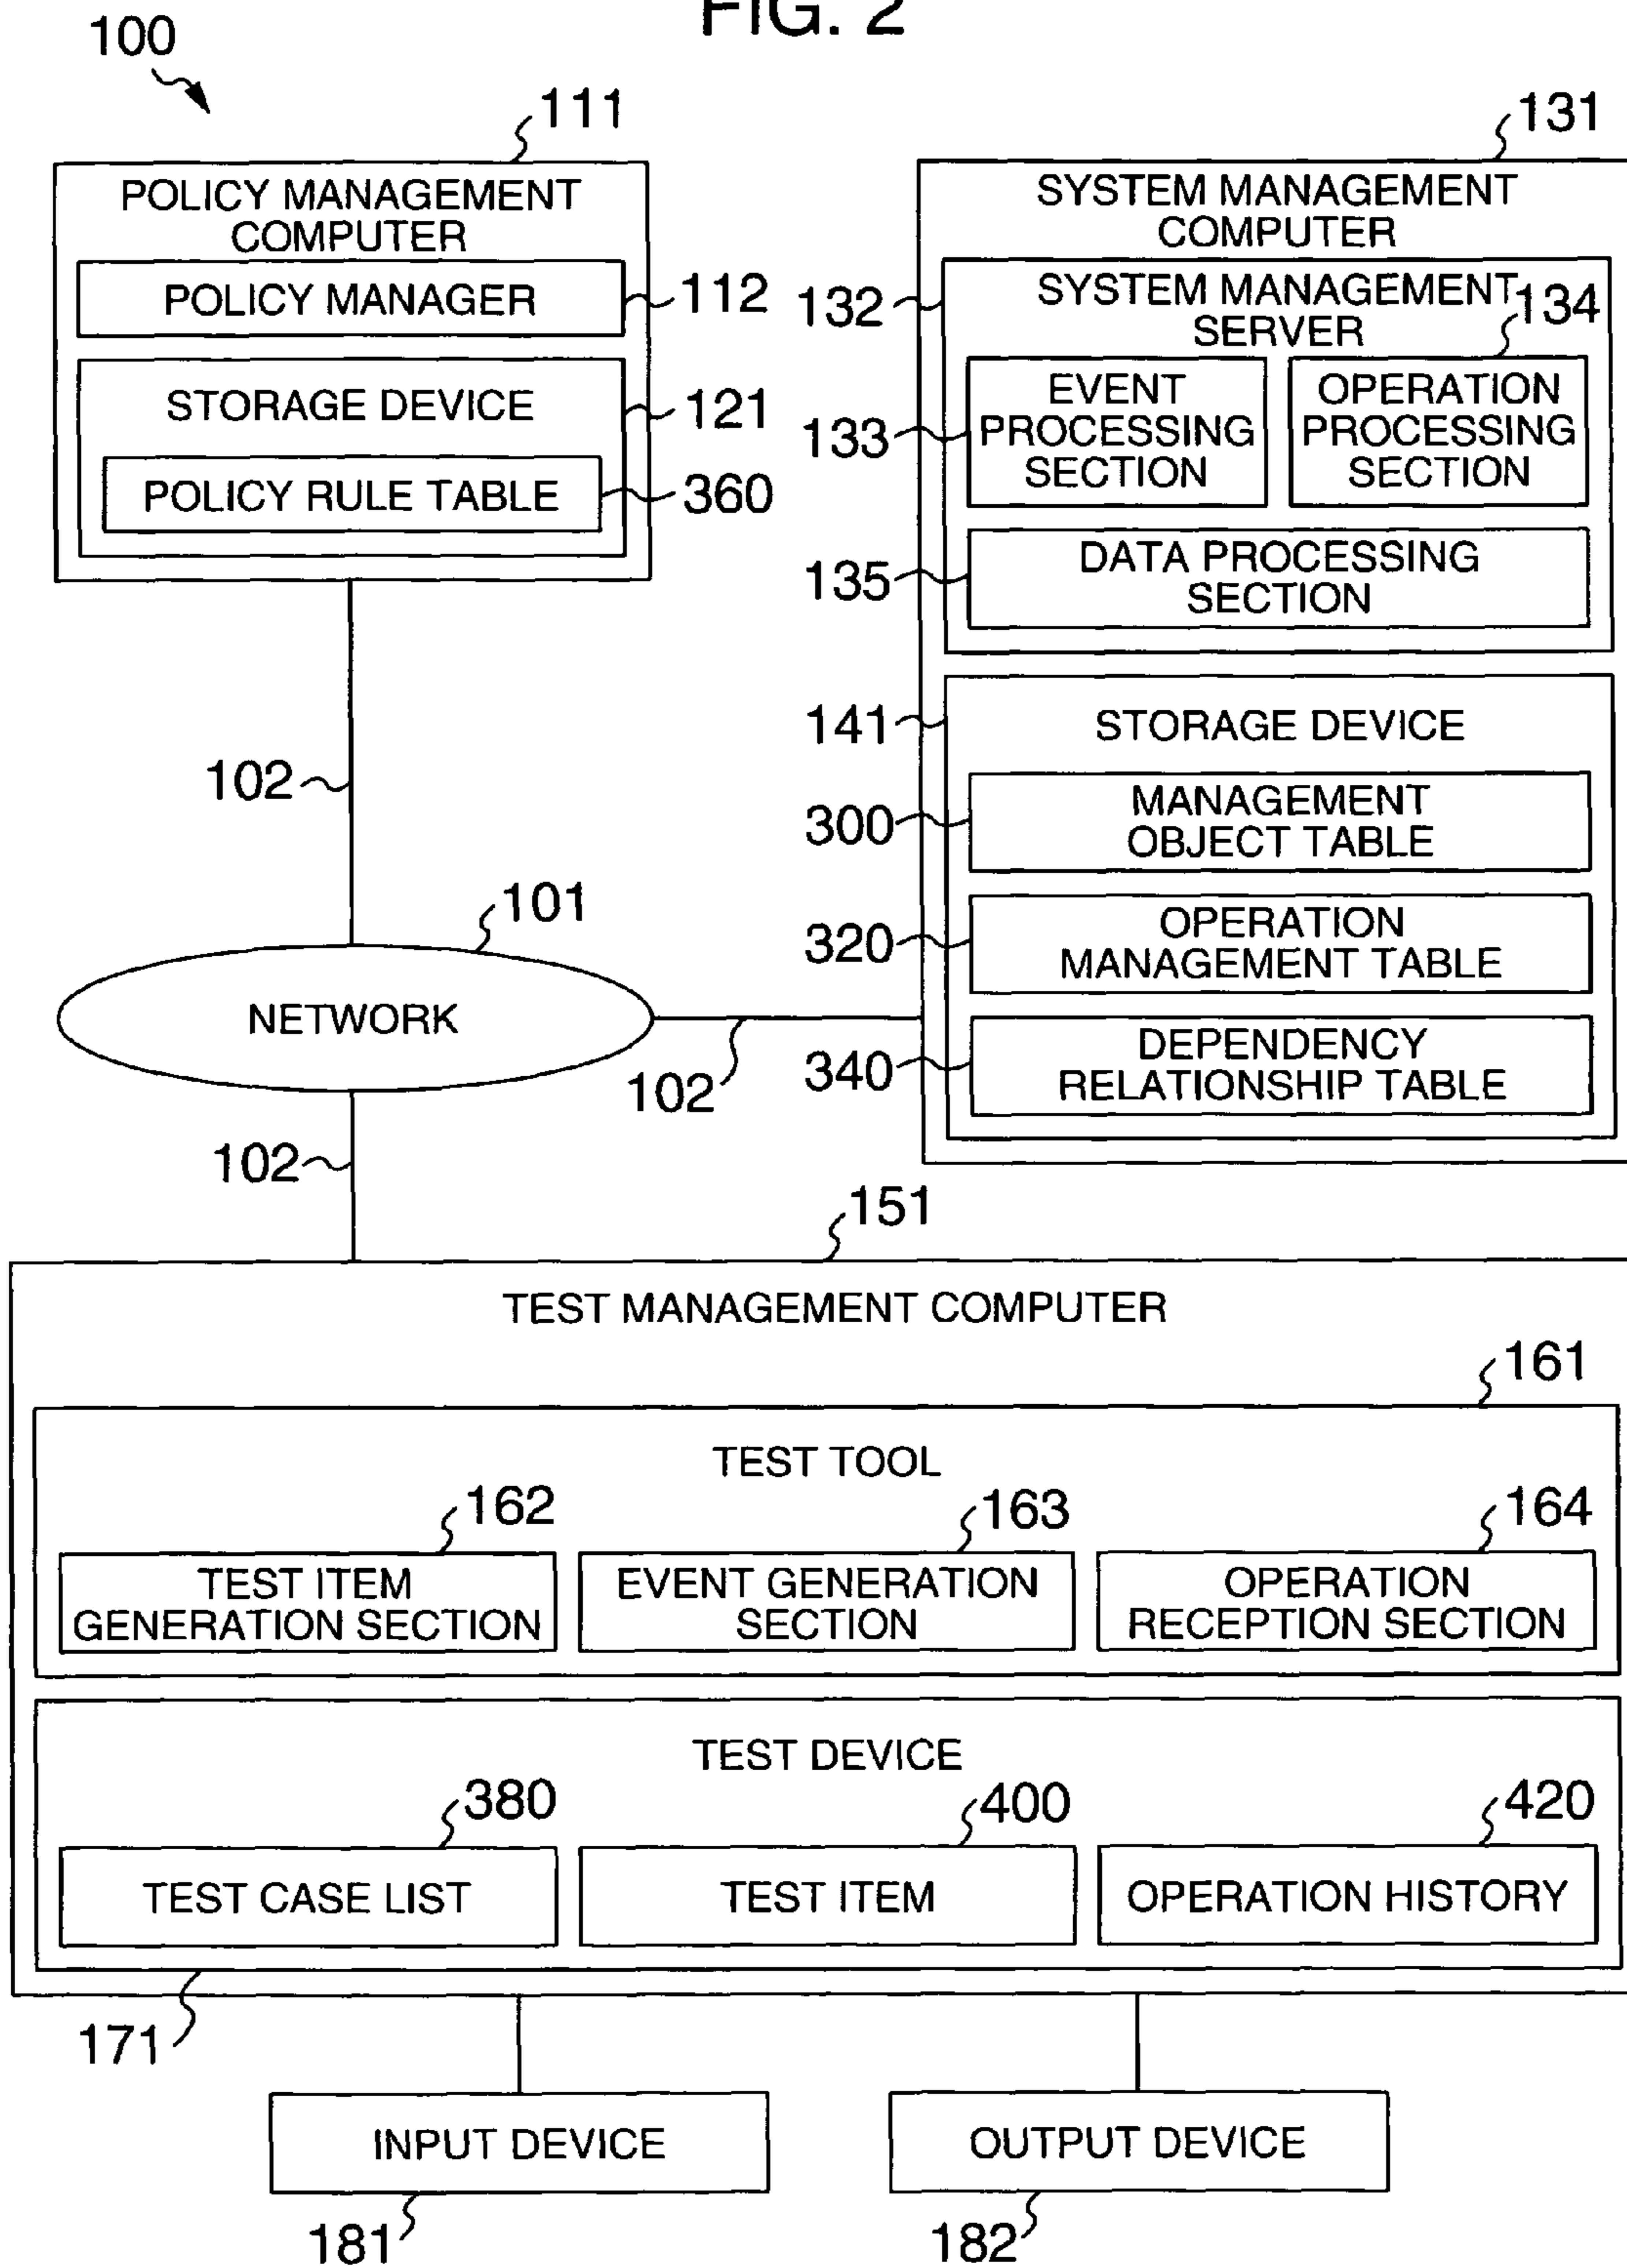 FIG. 2
100
111
POLICY MANAGEMENT
COMPUTER
POLICY MANAGER
112
STORAGE DEVICE
121
POLICY RULE TABLE
360
131
SYSTEM MANAGEMENT
COMPUTER
132
SYSTEM MANAGEMENT
SERVER
134
133
EVENT
PROCESSING
SECTION
OPERATION
PROCESSING
SECTION
135
DATA PROCESSING
SECTION
141
STORAGE DEVICE
300
MANAGEMENT
OBJECT TABLE
320
OPERATION
MANAGEMENT TABLE
340
DEPENDENCY
RELATIONSHIP TABLE
102
101
NETWORK
102
102
151
TEST MANAGEMENT COMPUTER
161
TEST TOOL
162
163
164
TEST ITEM
GENERATION SECTION
EVENT GENERATION
SECTION
OPERATION
RECEPTION SECTION
TEST DEVICE
380
400
420
TEST CASE LIST
TEST ITEM
OPERATION HISTORY
171
INPUT DEVICE
OUTPUT DEVICE
181
182